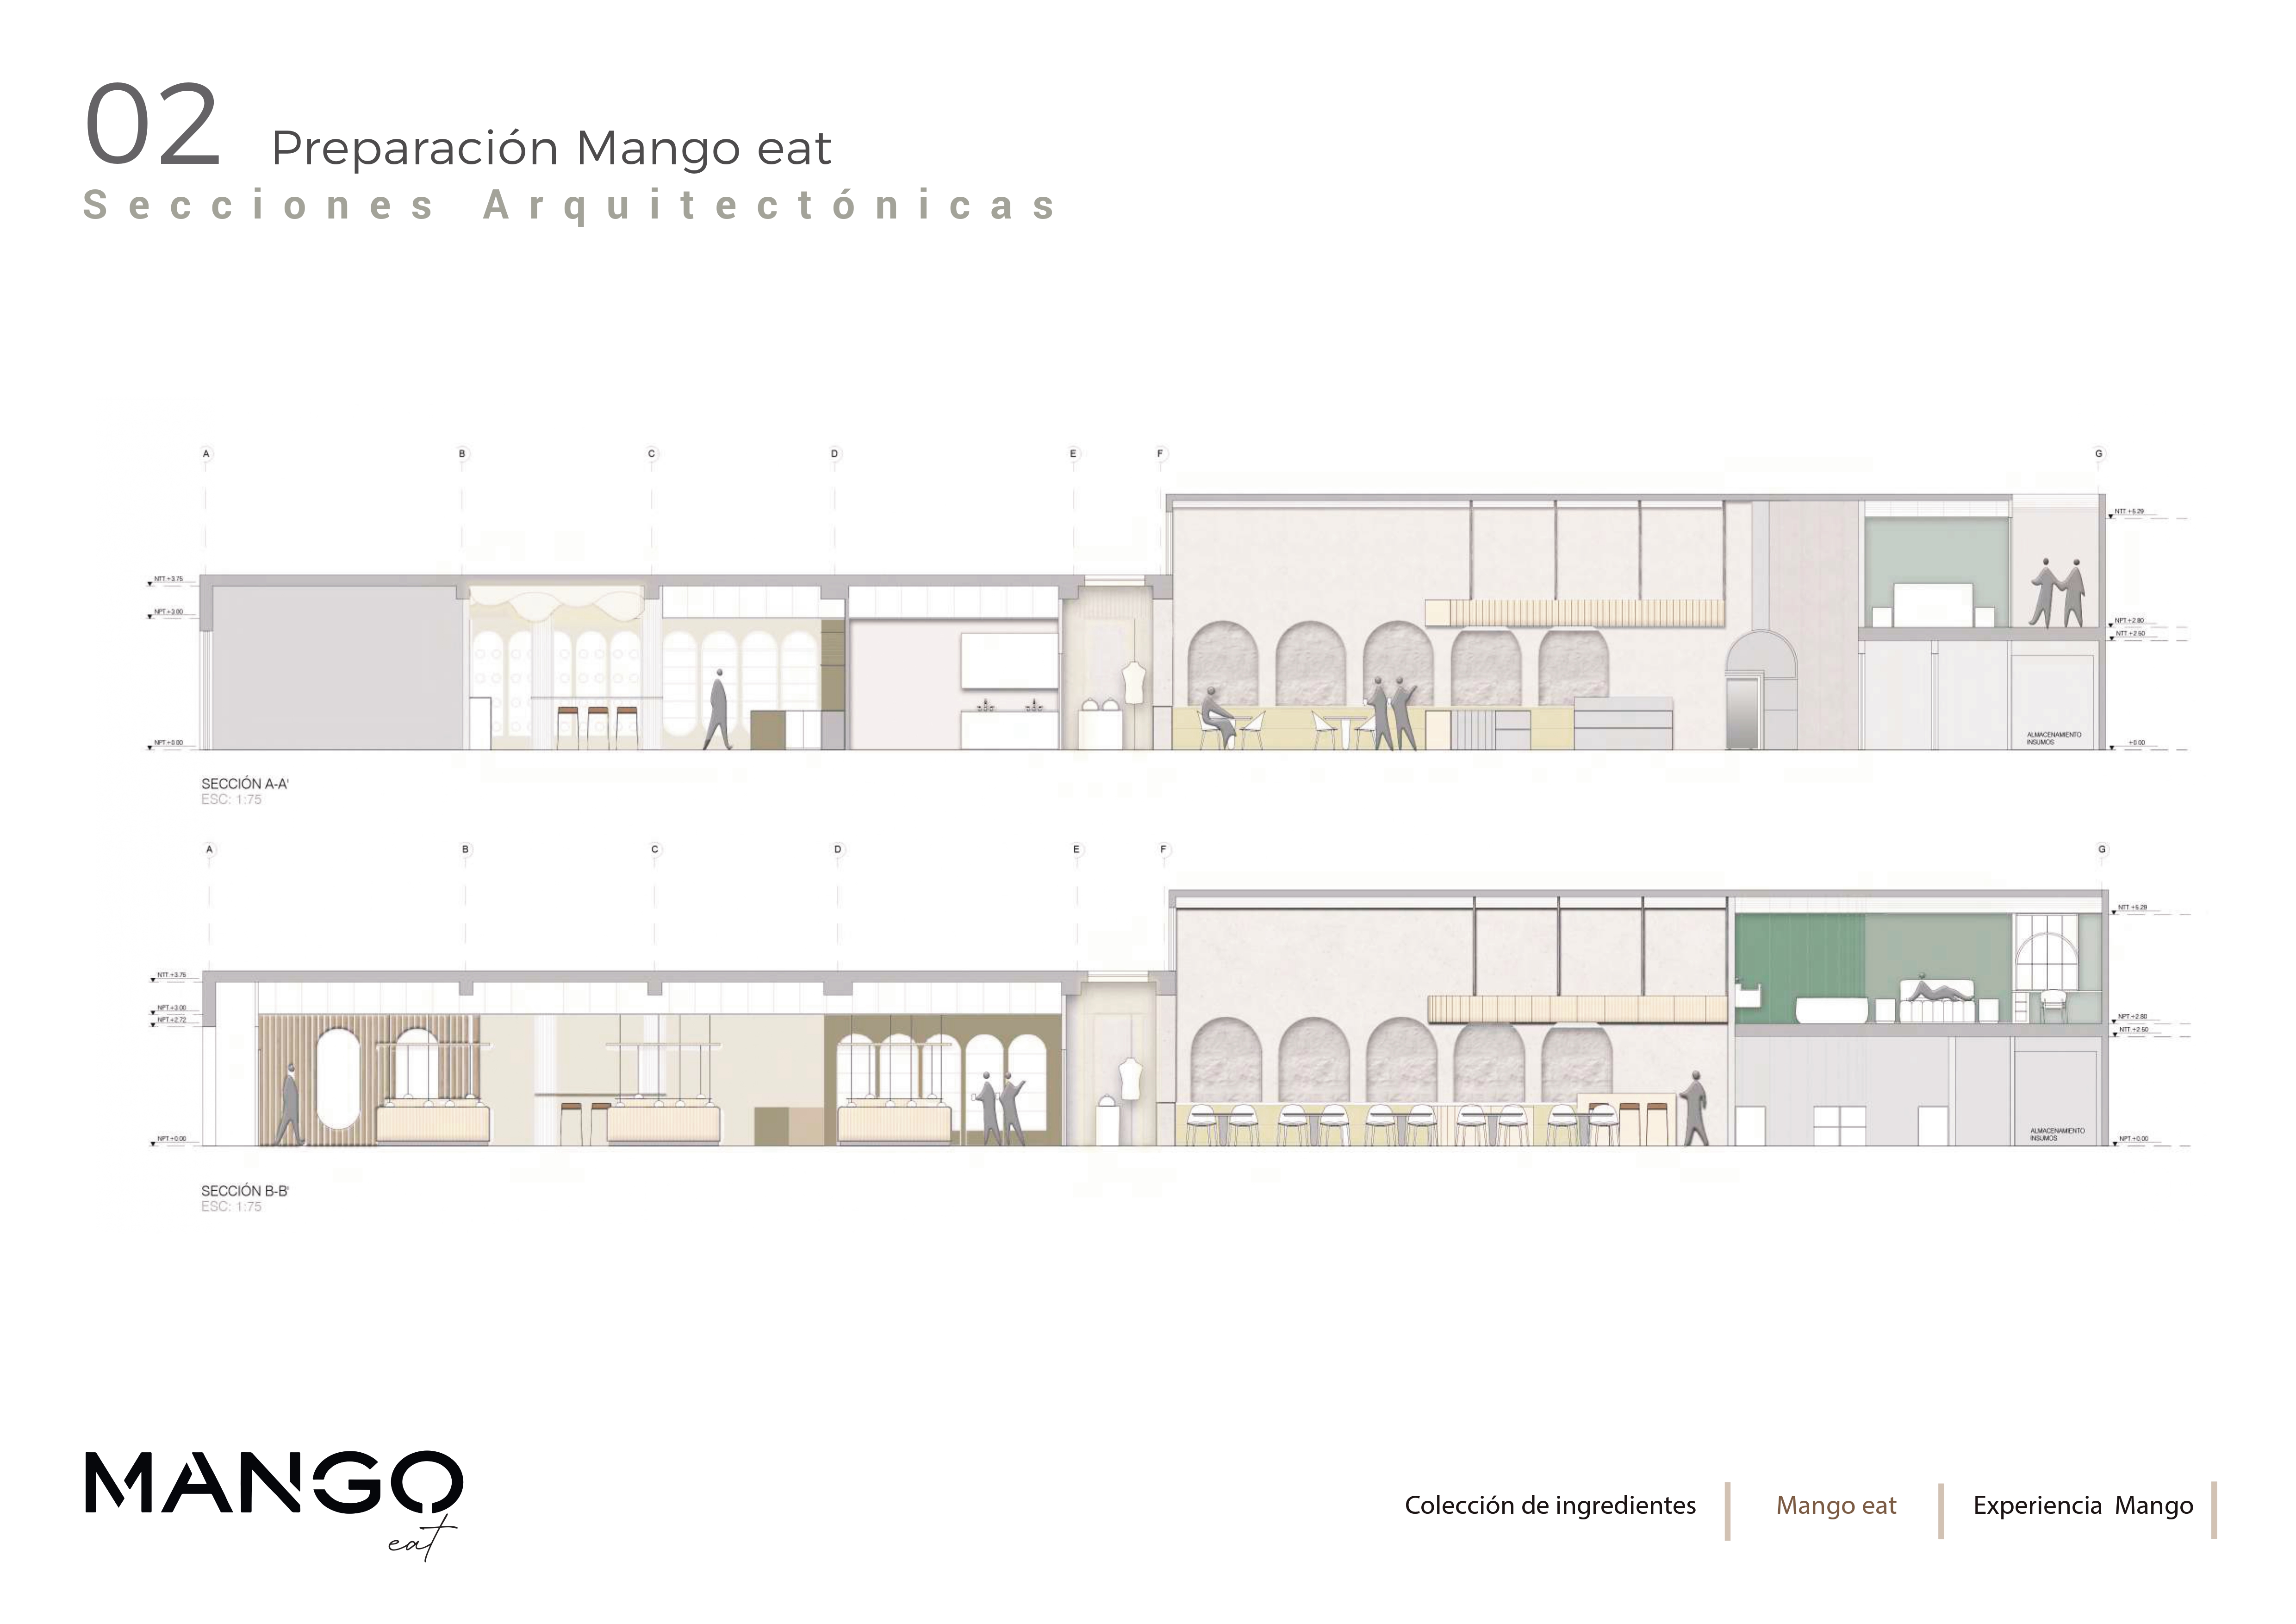 02 Preparación Mango eat
Secciones Arquitectónicas
A B C D E F G
NTT +5.29
NTT +3.75
NPT +3.00
NPT +2.80
NTT +2.60
ALMACENAMIENTO
INSUMOS
NPT +0.00
+0.00
SECCIÓN A-A'
ESC: 1:75
A B C D E F G
NTT +5.29
NTT +3.75
NPT +3.00
NPT +2.72
NPT +2.80
NTT +2.60
ALMACENAMIENTO
INSUMOS
NPT +0.00
NPT +0.00
SECCIÓN B-B'
ESC: 1:75
MANGO
eat
Colección de ingredientes
Mango eat
Experiencia Mango